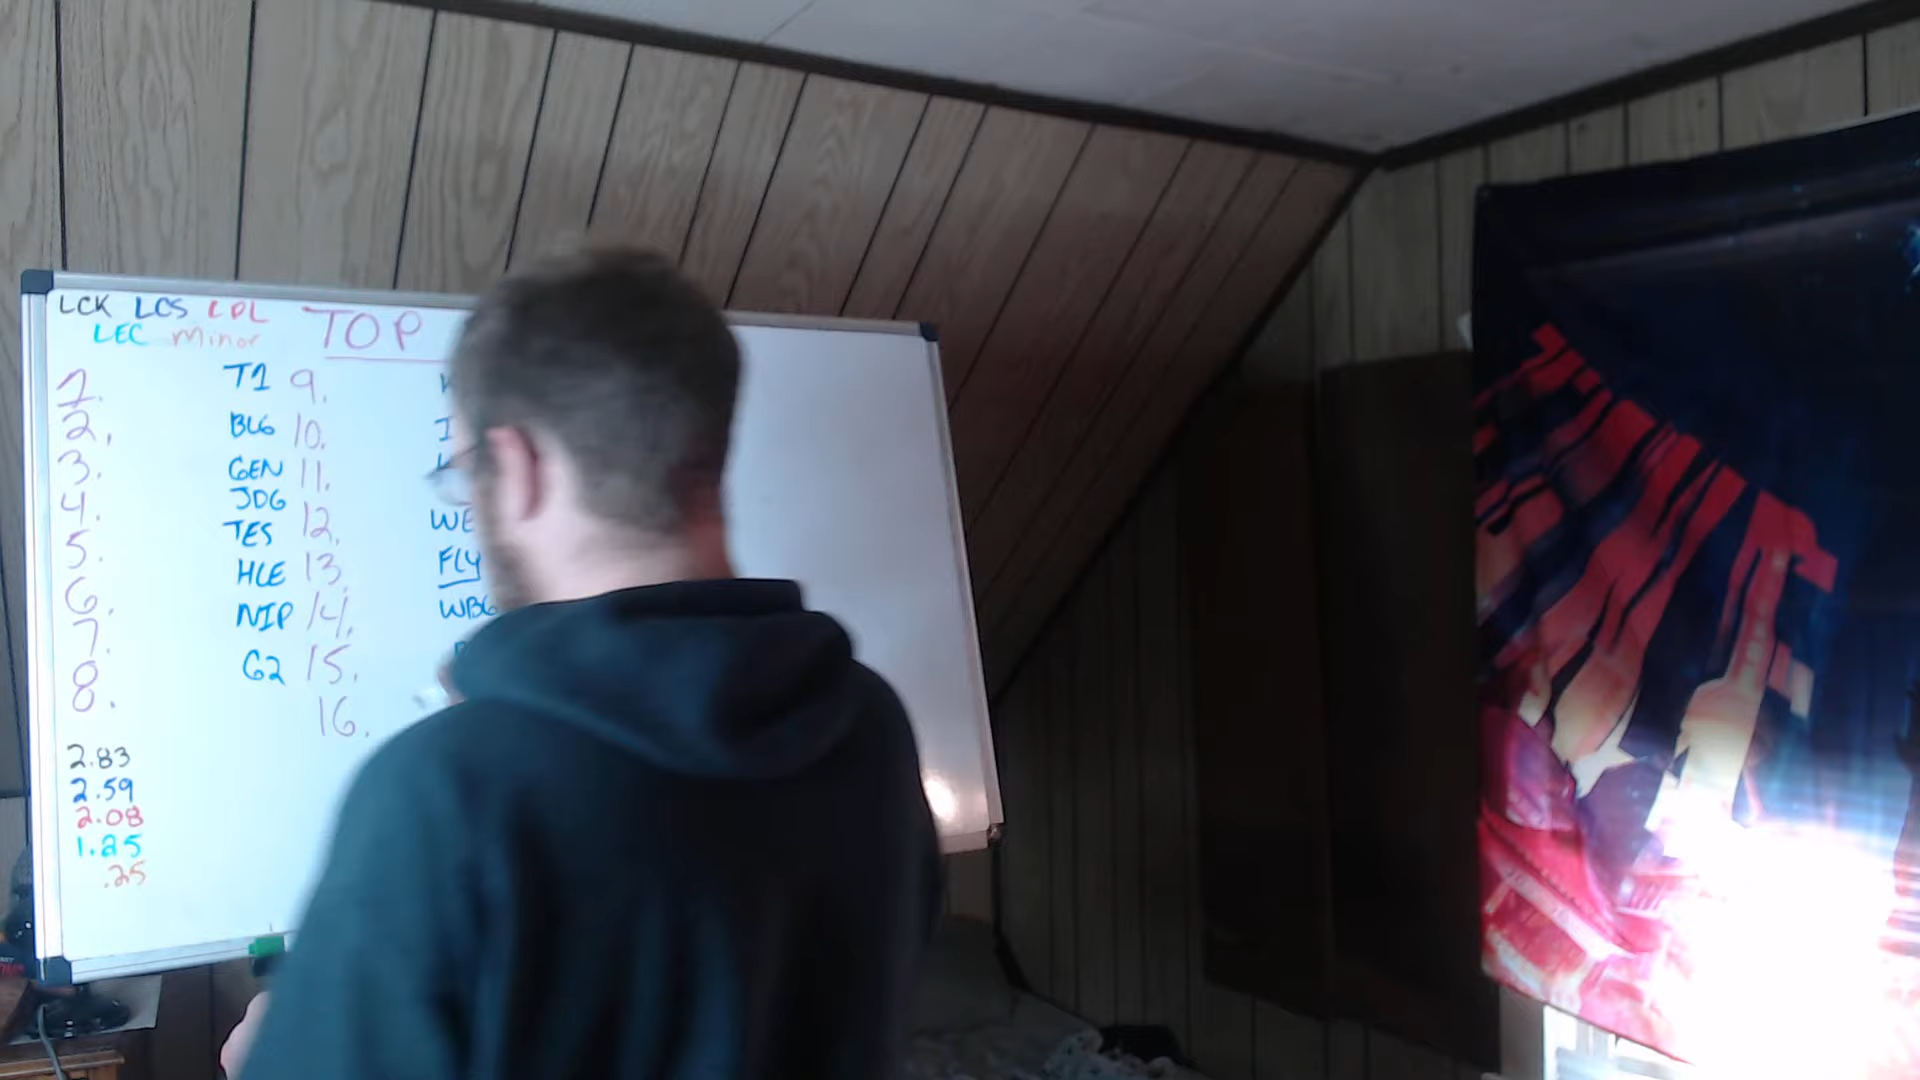 LCK LCS LPL
LEC Minor
TOP
1. T1 9.
2. BLG 10. I
3. GEN 11.
4. JDG 12. WE
5. TES 13. FLY
6. HLE 14. WBG
7. NIP 15.
8. G2 16.
2.83
2.59
2.08
1.25
.25